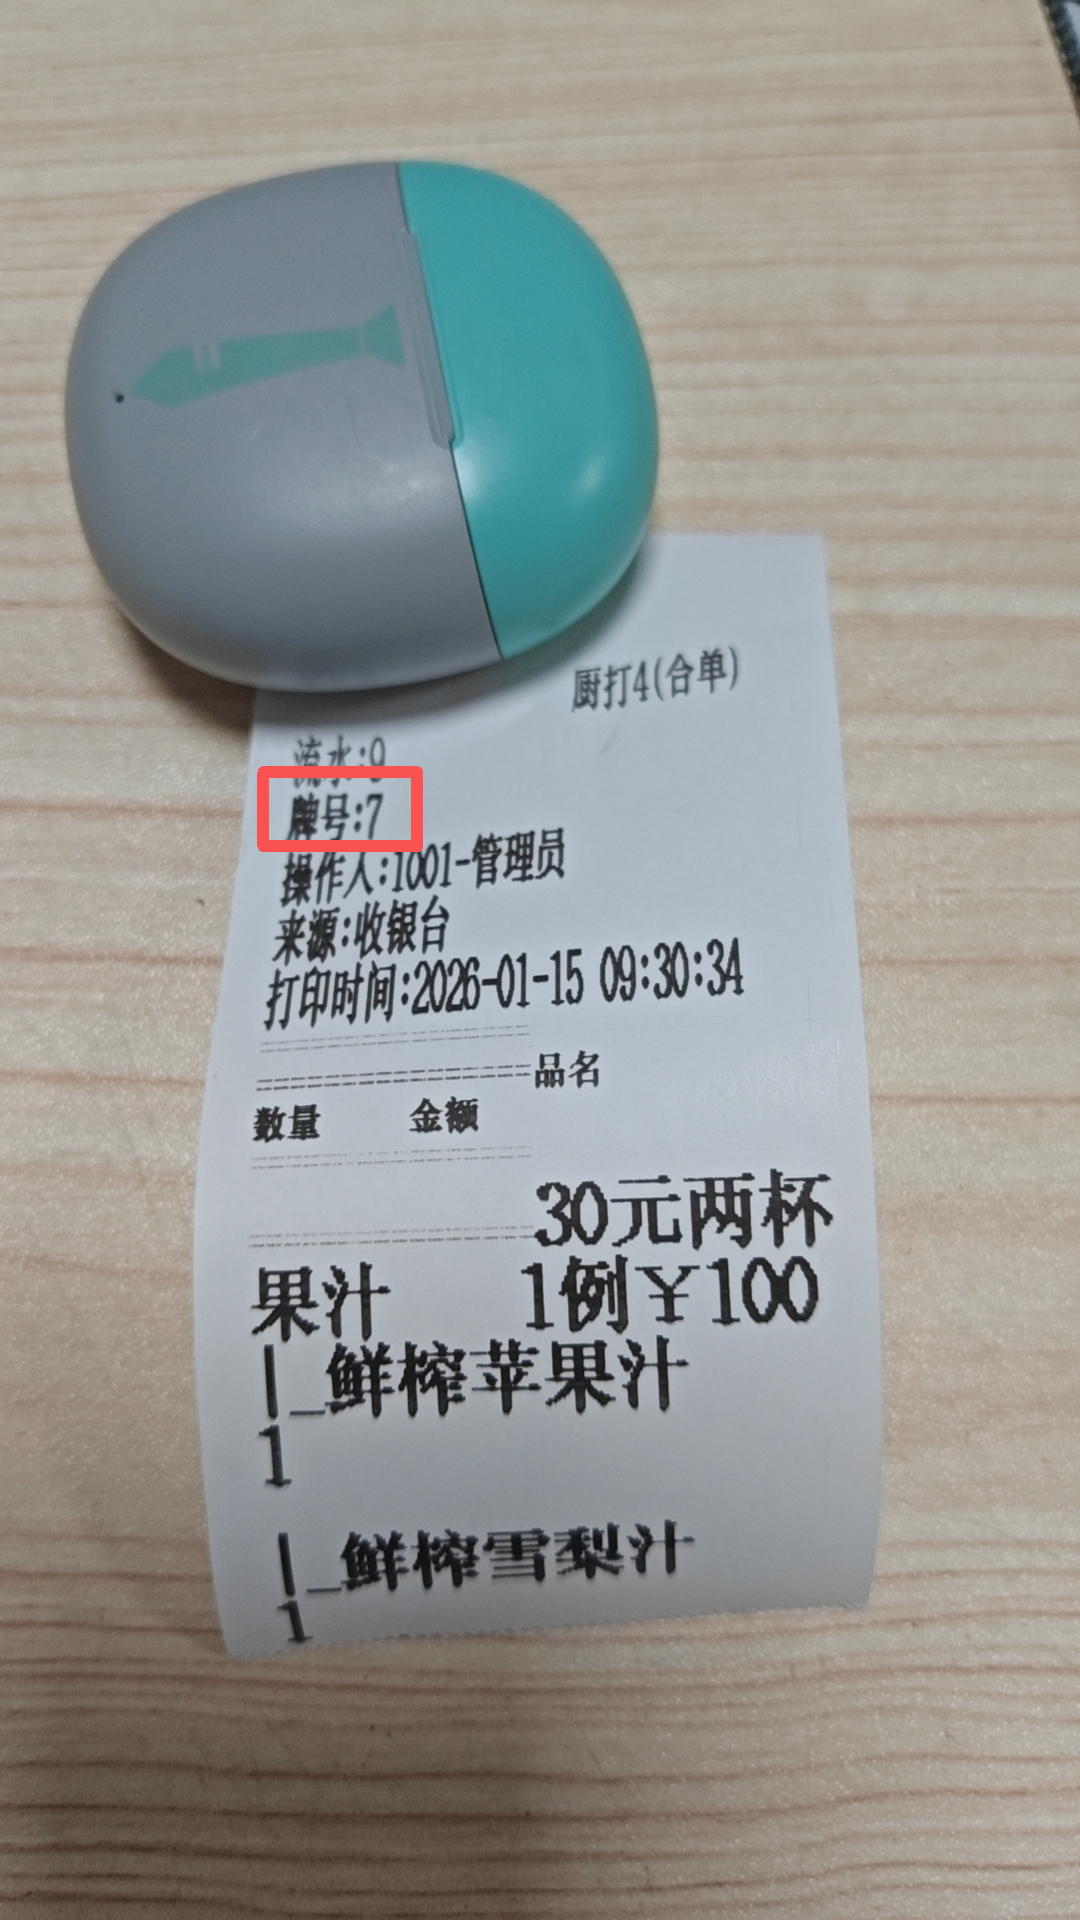 厨打4(合单)
流水:9
牌号:7
操作人:1001-管理员
来源:收银台
打印时间:2026-01-15 09:30:34
==================品名
数量 金额
30元两杯
果汁 1例¥100
|_鲜榨苹果汁
1
|_鲜榨雪梨汁
1